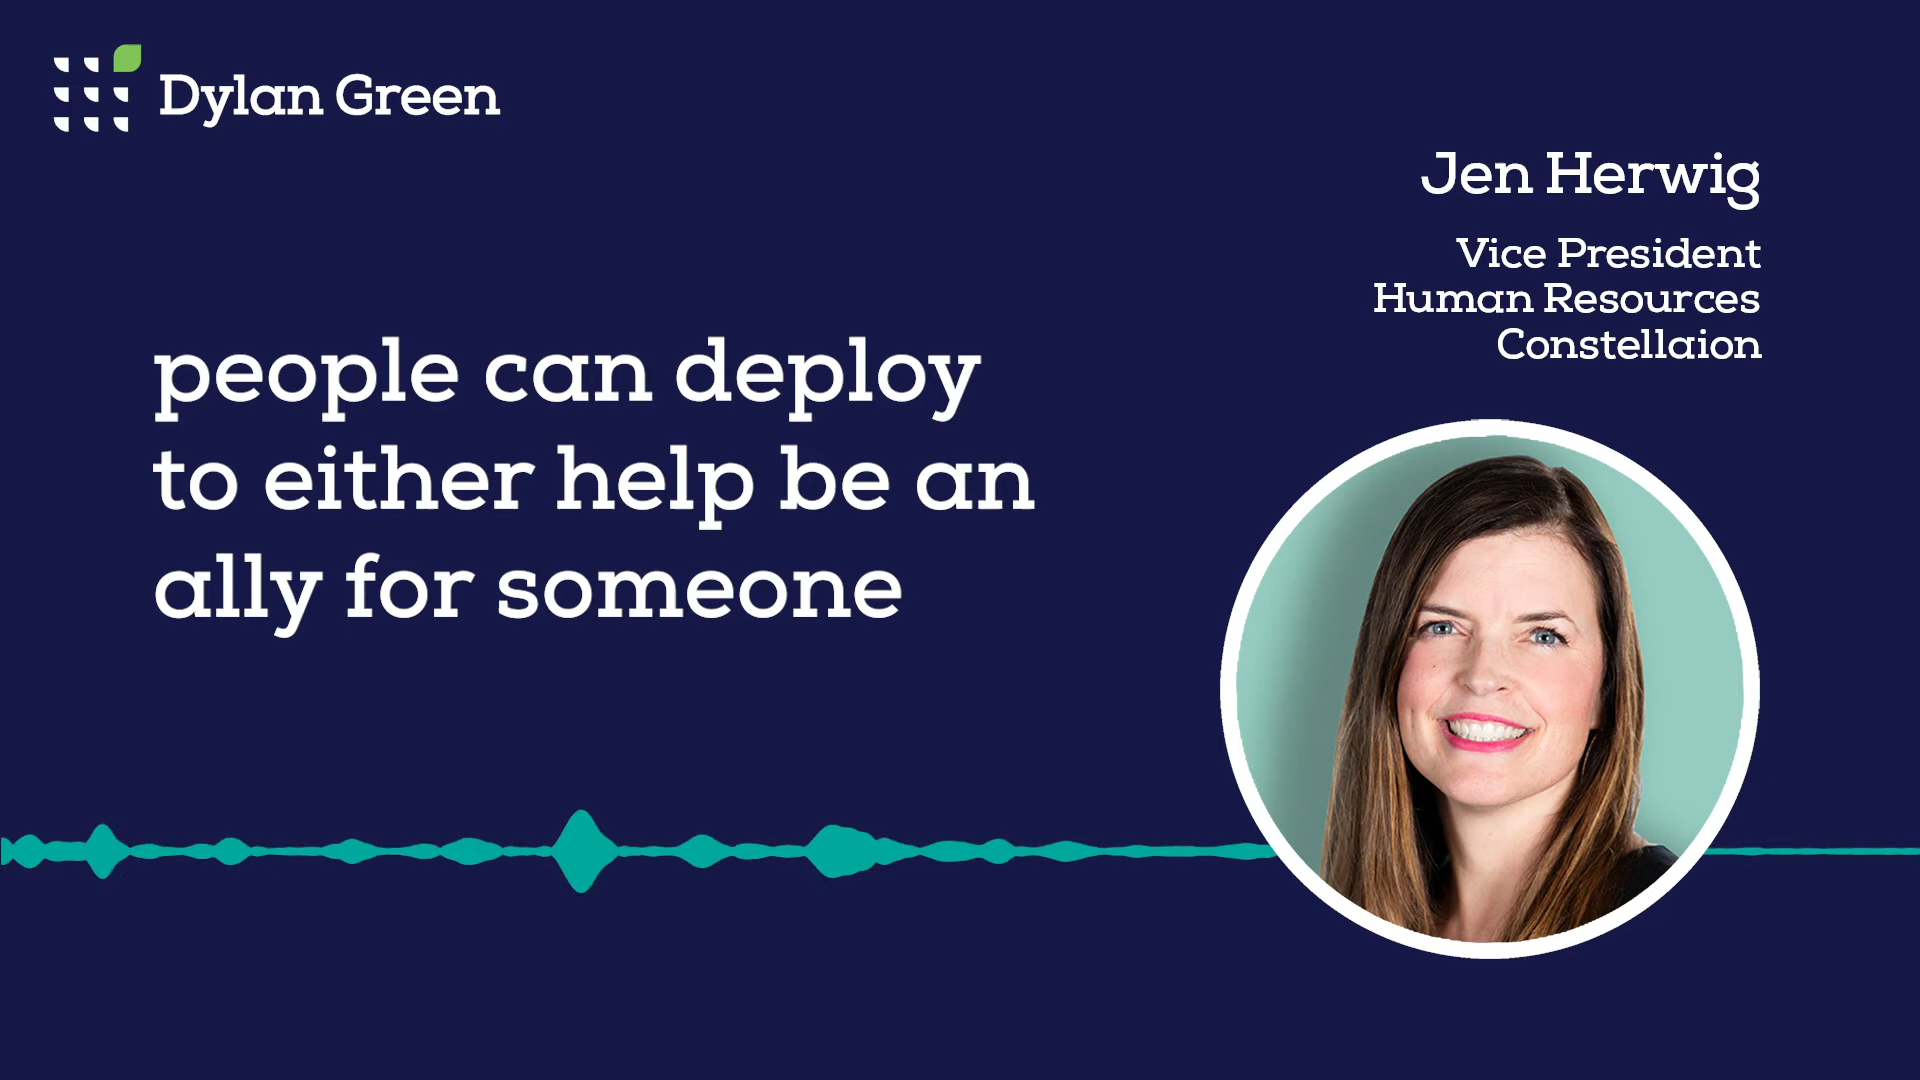 Dylan Green
Jen Herwig
Vice President
Human Resources
Constellaion
people can deploy
to either help be an
ally for someone